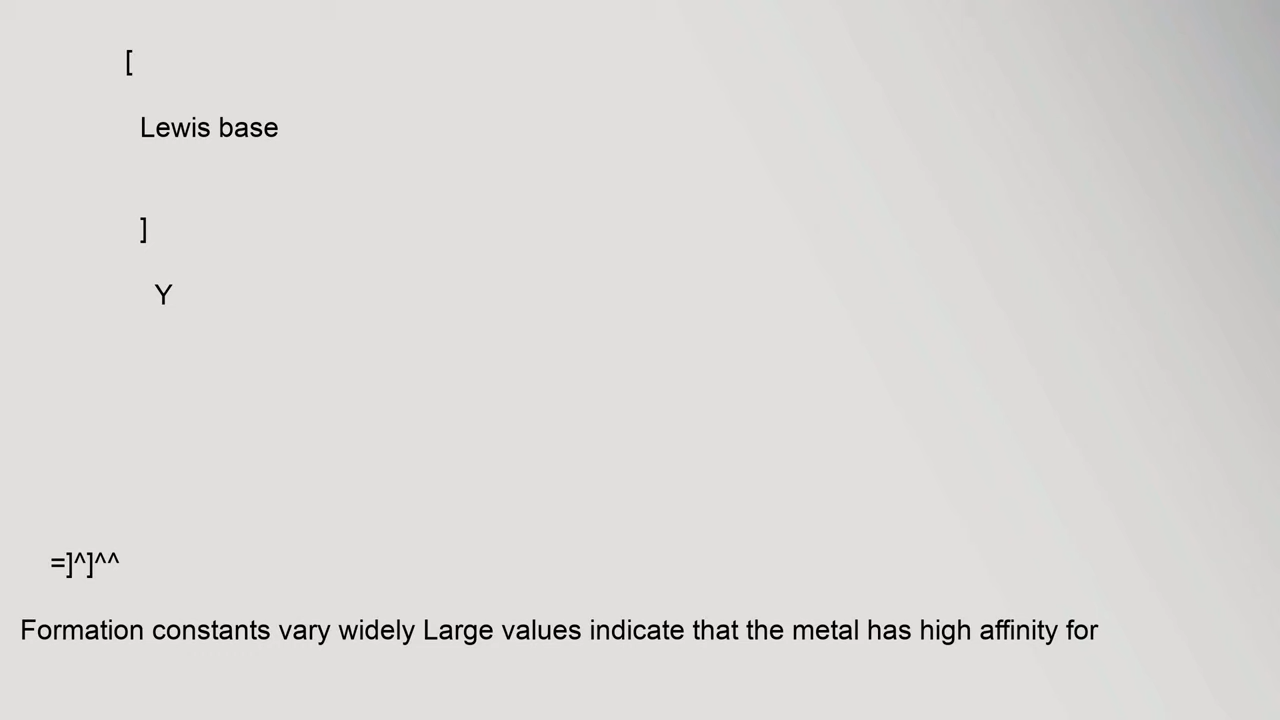 [
Lewis base
]
Y
=]^]^^
Formation constants vary widely Large values indicate that the metal has high affinity for